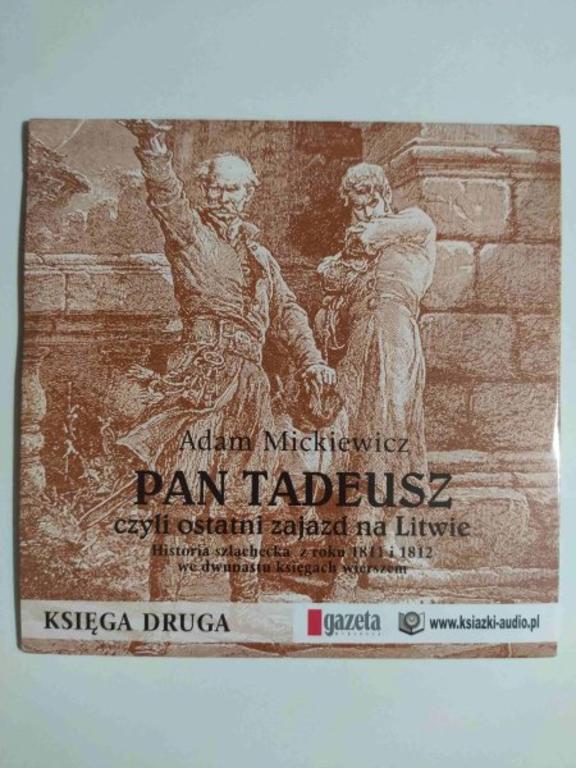 Adam Mickiewicz
PAN TADEUSZ
czyli ostatni zajazd na Litwie
Historia szlachecka z roku 1811 i 1812
we dwunastu księgach wierszem
KSIĘGA DRUGA
gazeta
www.ksiazki-audio.pl